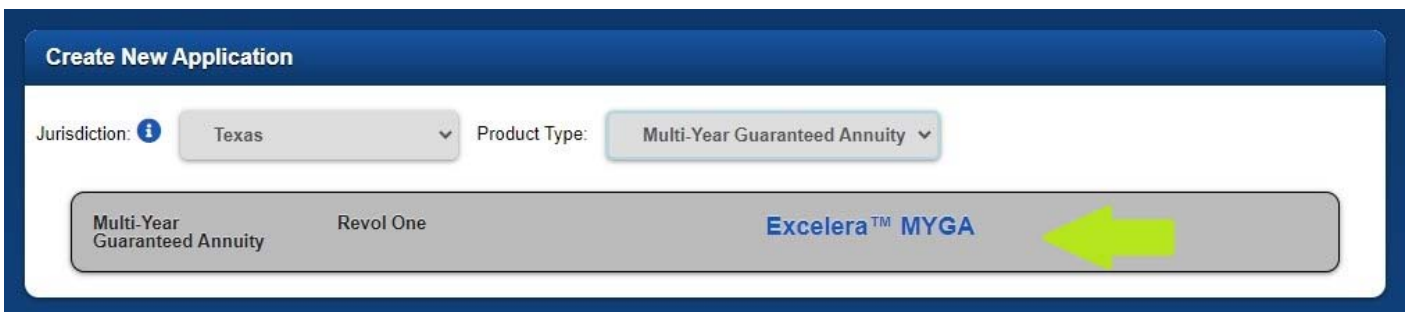 Create New Application
Jurisdiction: Texas Product Type: Multi-Year Guaranteed Annuity
Multi-Year Revol One Excelera™ MYGA
Guaranteed Annuity